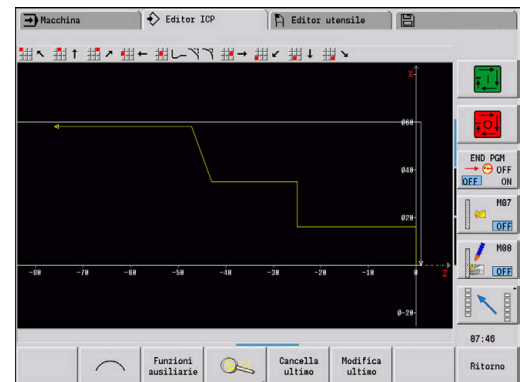 Macchina
Editor ICP
Editor utensile
X
Ø60
Ø40
Ø20
-80
-70
-60
-50
-40
-30
-20
-10
0
Z
Ø-20
END PGM
OFF
OFF ON
M07
OFF
M08
OFF
07:46
Funzioni ausiliarie
Cancella ultimo
Modifica ultimo
Ritorno